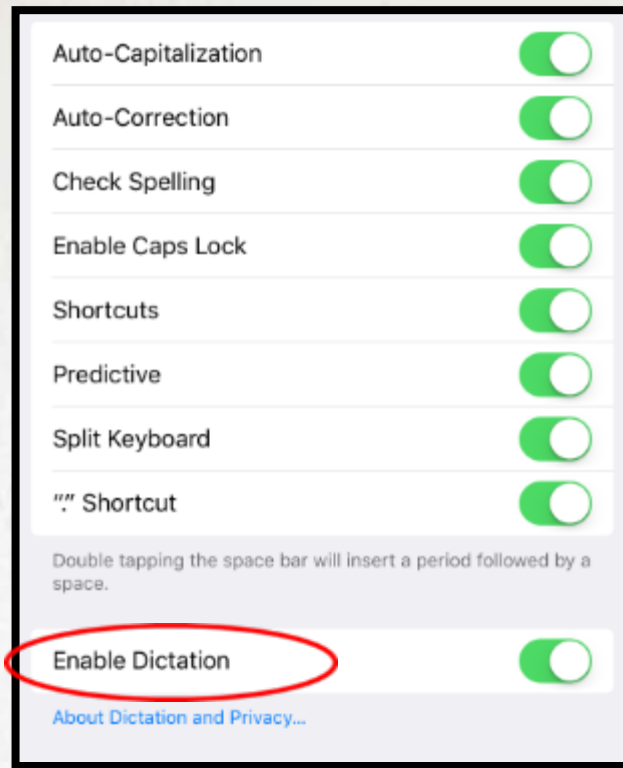 Auto-Capitalization
Auto-Correction
Check Spelling
Enable Caps Lock
Shortcuts
Predictive
Split Keyboard
"." Shortcut
Double tapping the space bar will insert a period followed by a
space.
Enable Dictation
About Dictation and Privacy...